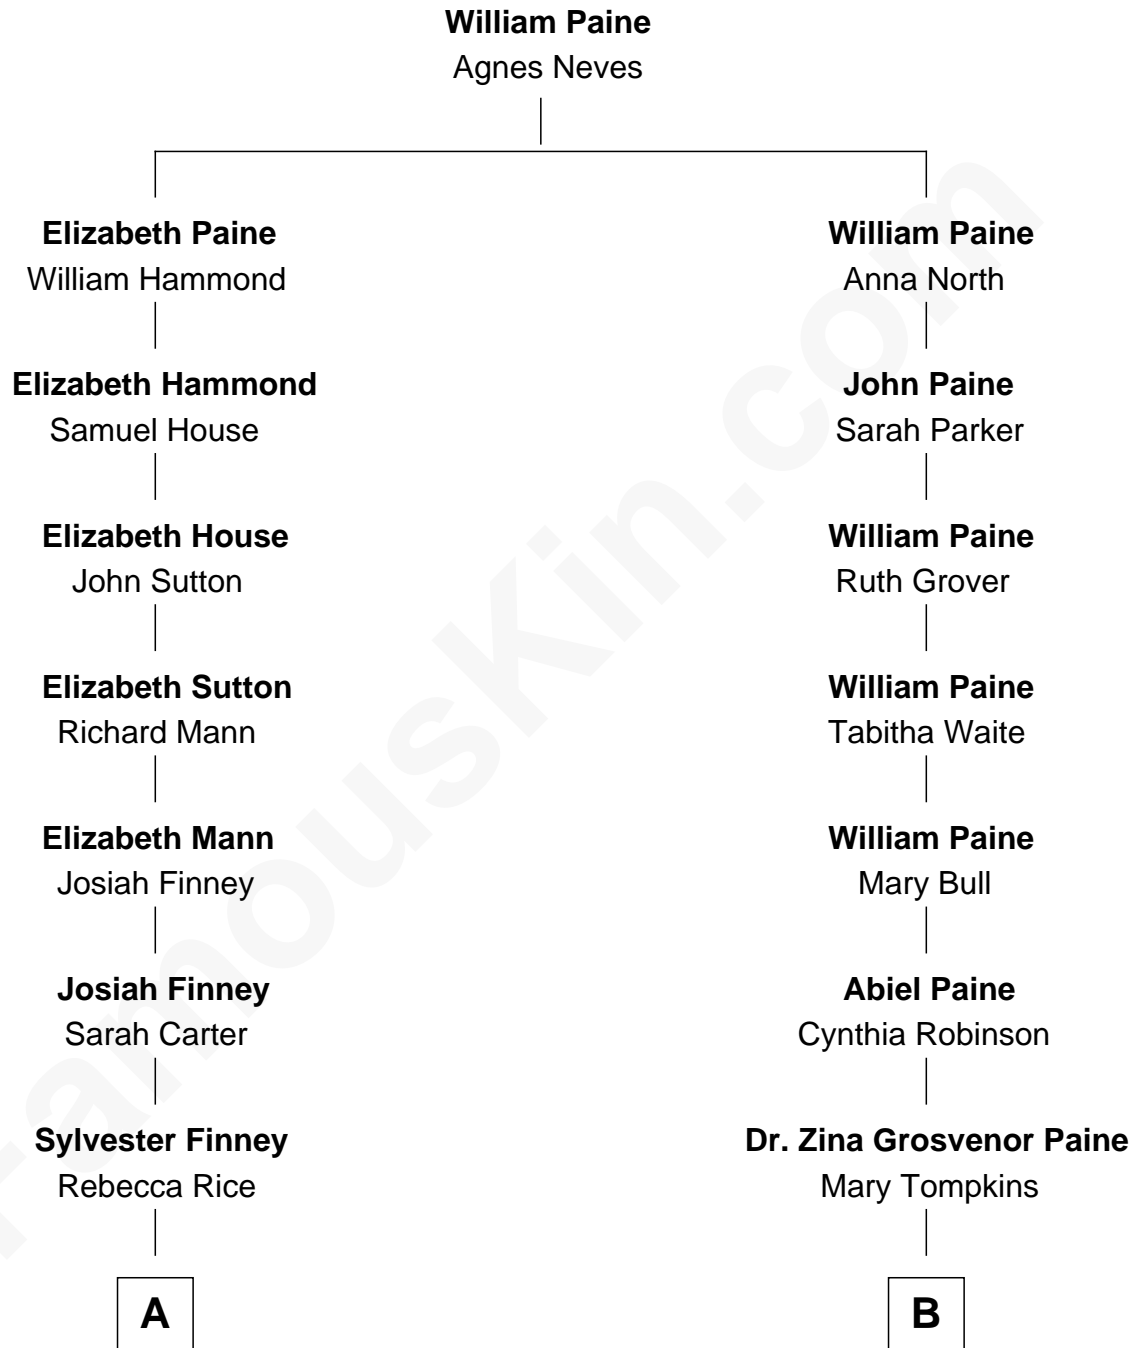 William Paine
Agnes Neves
Elizabeth Paine
William Hammond
William Paine
Anna North
Elizabeth Hammond
Samuel House
John Paine
Sarah Parker
Elizabeth House
John Sutton
William Paine
Ruth Grover
Elizabeth Sutton
Richard Mann
William Paine
Tabitha Waite
Elizabeth Mann
Josiah Finney
William Paine
Mary Bull
Josiah Finney
Sarah Carter
Abiel Paine
Cynthia Robinson
Sylvester Finney
Rebecca Rice
Dr. Zina Grosvenor Paine
Mary Tompkins
A
B
FamousKin.com